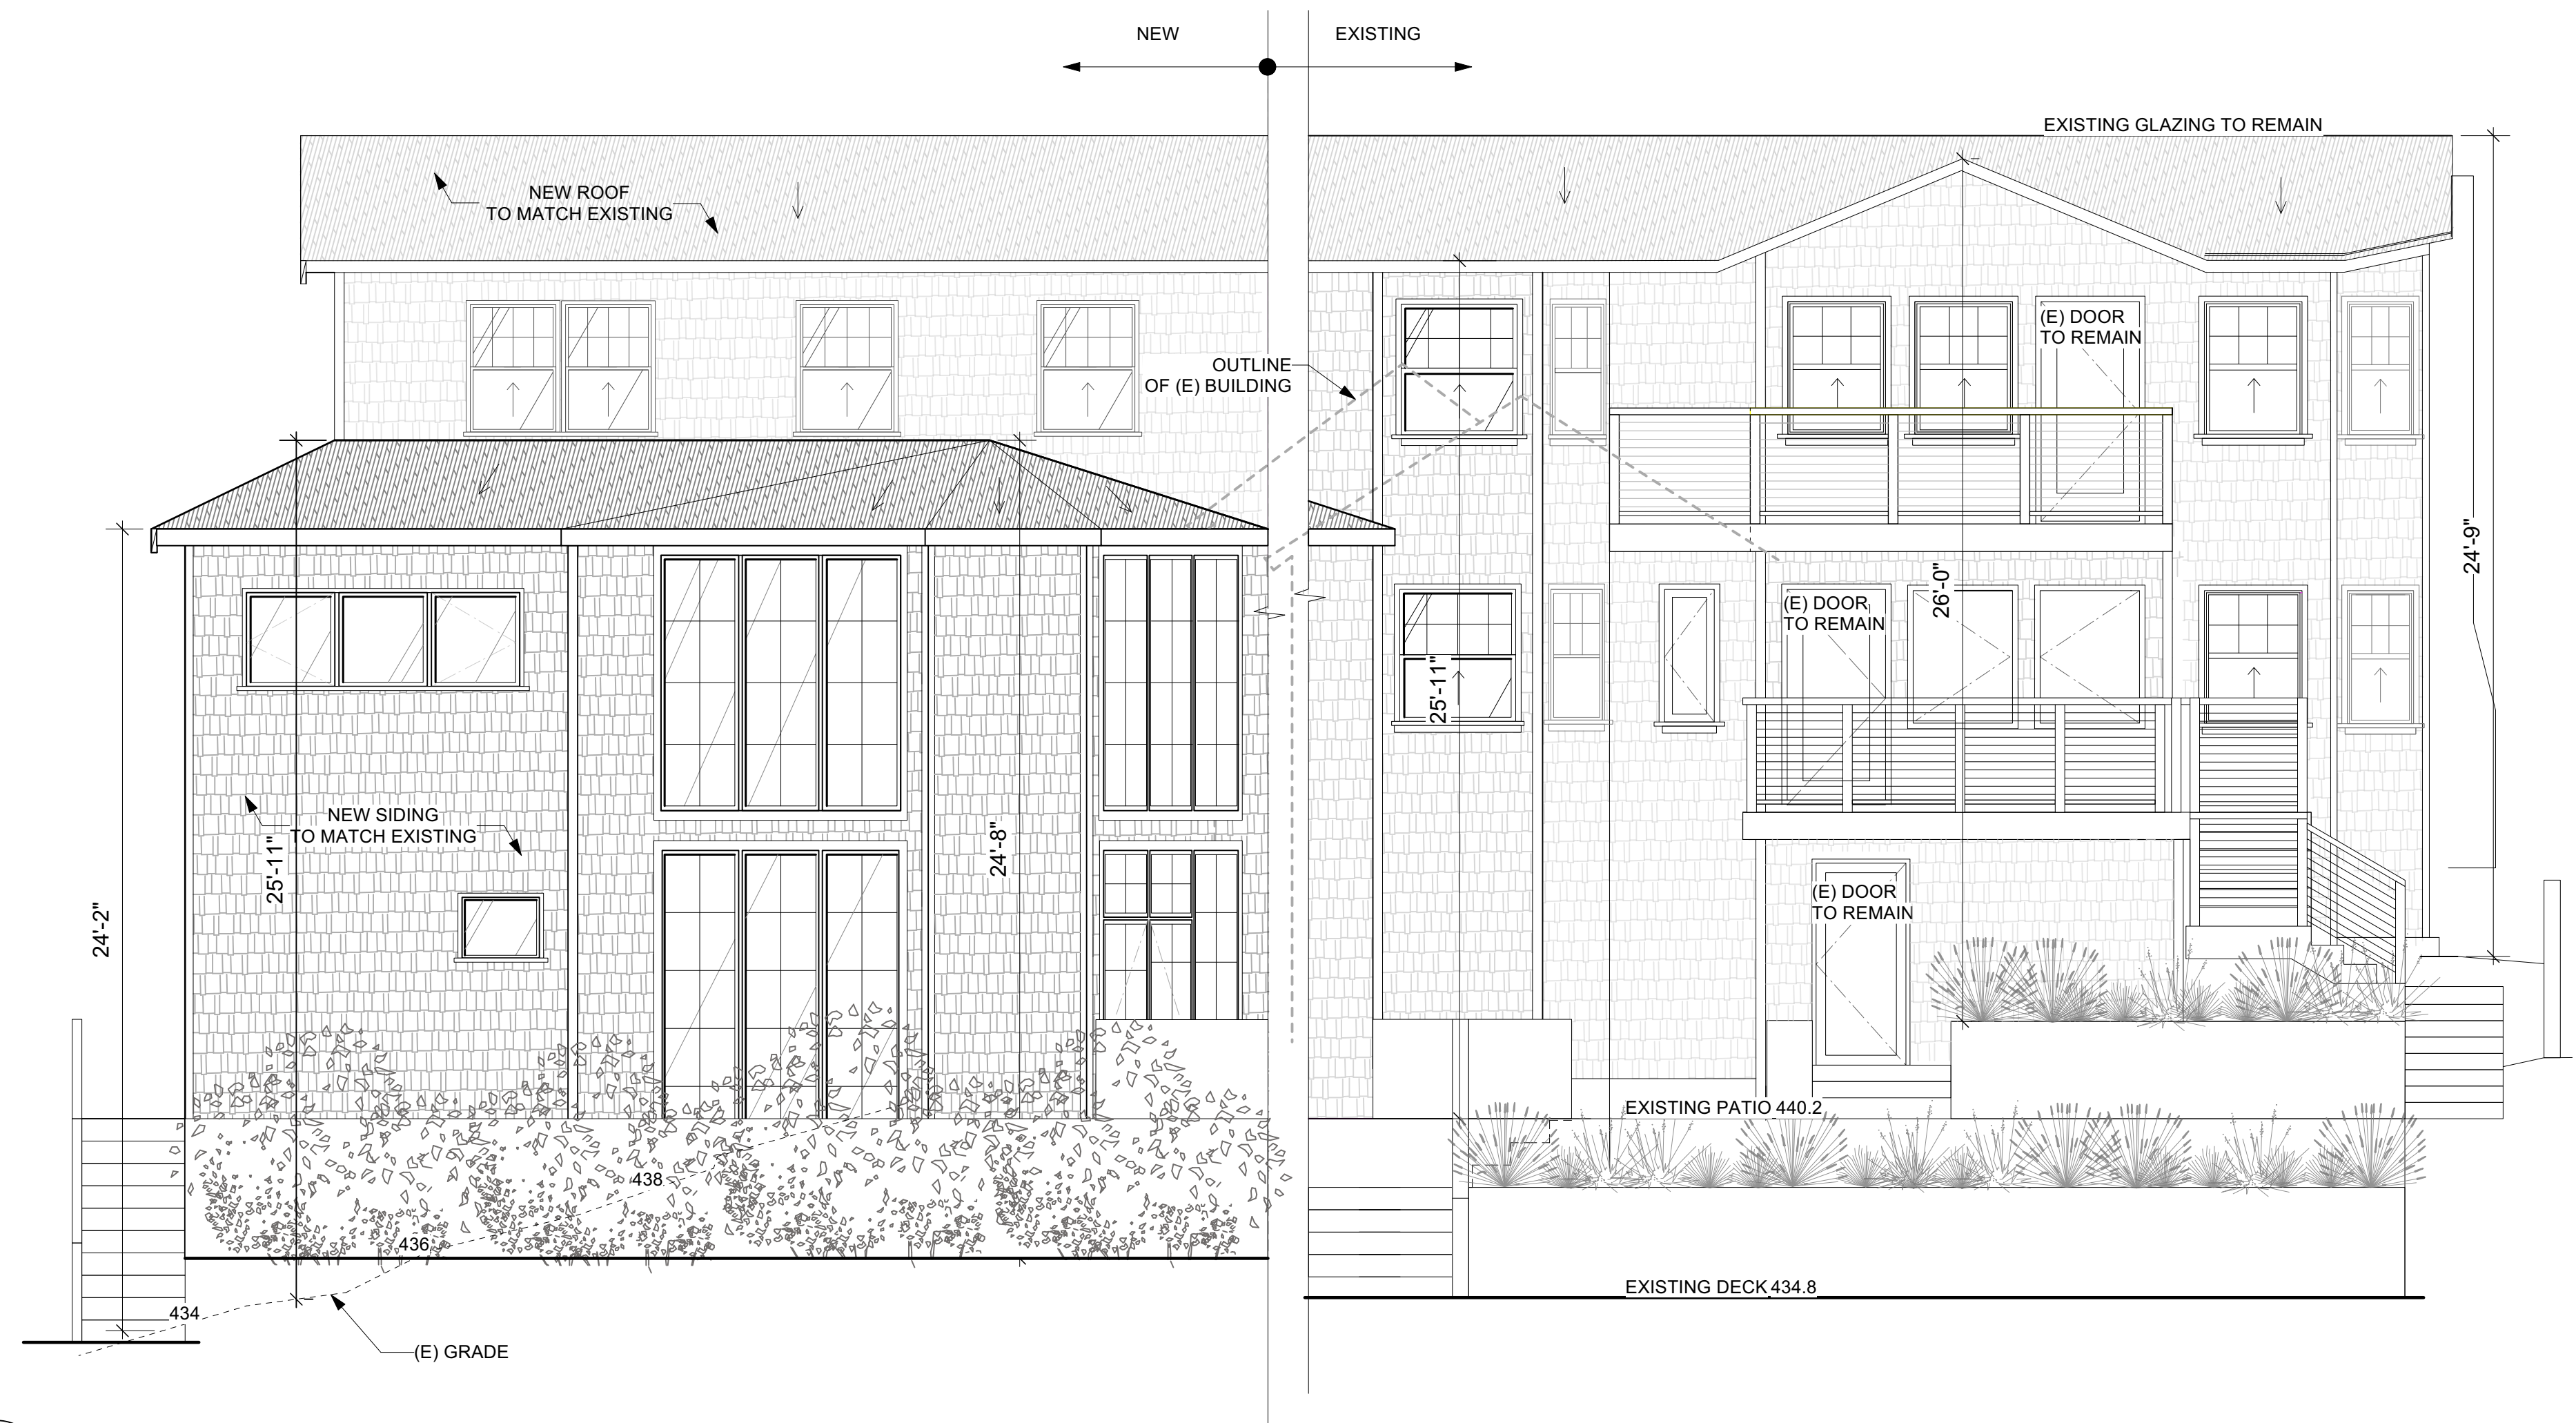 NEW
EXISTING
EXISTING GLAZING TO REMAIN
NEW ROOF
TO MATCH EXISTING
(E) DOOR
TO REMAIN
OUTLINE
OF (E) BUILDING
24'-9"
26'-0"
(E) DOOR
TO REMAIN
25'-11"
NEW SIDING
TO MATCH EXISTING
25'-11"
24'-8"
24'-2"
(E) DOOR
TO REMAIN
EXISTING PATIO 440.2
438
436
EXISTING DECK 434.8
434
(E) GRADE